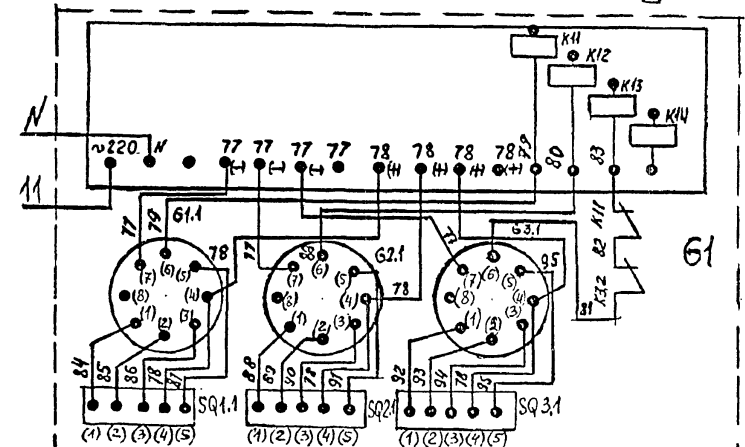 K11
K12
K13
K14
N
~220 N 77 (-) 77 (-) 77 (-) 77 78 (+) 78 (+) 78 (+) 78 (+) 79 80 83
11
77 79 G1.1 78
77 80 G2.1 78
77 G3.1 95
K11
82
K3.2
81
G1
(7) (6) (5)
(8) (4)
(1) (2) (3)
(7) (6) (5)
(8) (4)
(1) (2) (3)
(7) (6) (5)
(8) (4)
(1) (2) (3)
84 85 86 78 87
88 89 90 78 91
92 93 94 78 95
SQ1.1 SQ2.1 SQ3.1
(1) (2) (3) (4) (5)
(1) (2) (3) (4) (5)
(1) (2) (3) (4) (5)